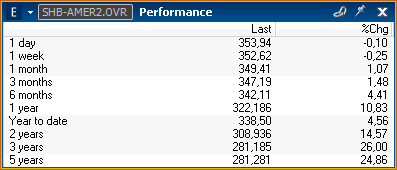 E SHB-AMER2.OVR Performance
Last %Chg
1 day 353,94 -0,10
1 week 352,62 -0,25
1 month 349,41 1,07
3 months 347,19 1,48
6 months 342,11 4,41
1 year 322,186 10,83
Year to date 338,50 4,56
2 years 308,936 14,57
3 years 281,185 26,00
5 years 281,281 24,86